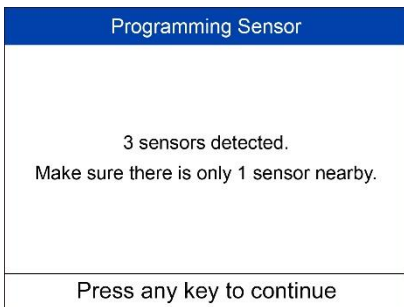 Programming Sensor
3 sensors detected.
Make sure there is only 1 sensor nearby.
Press any key to continue